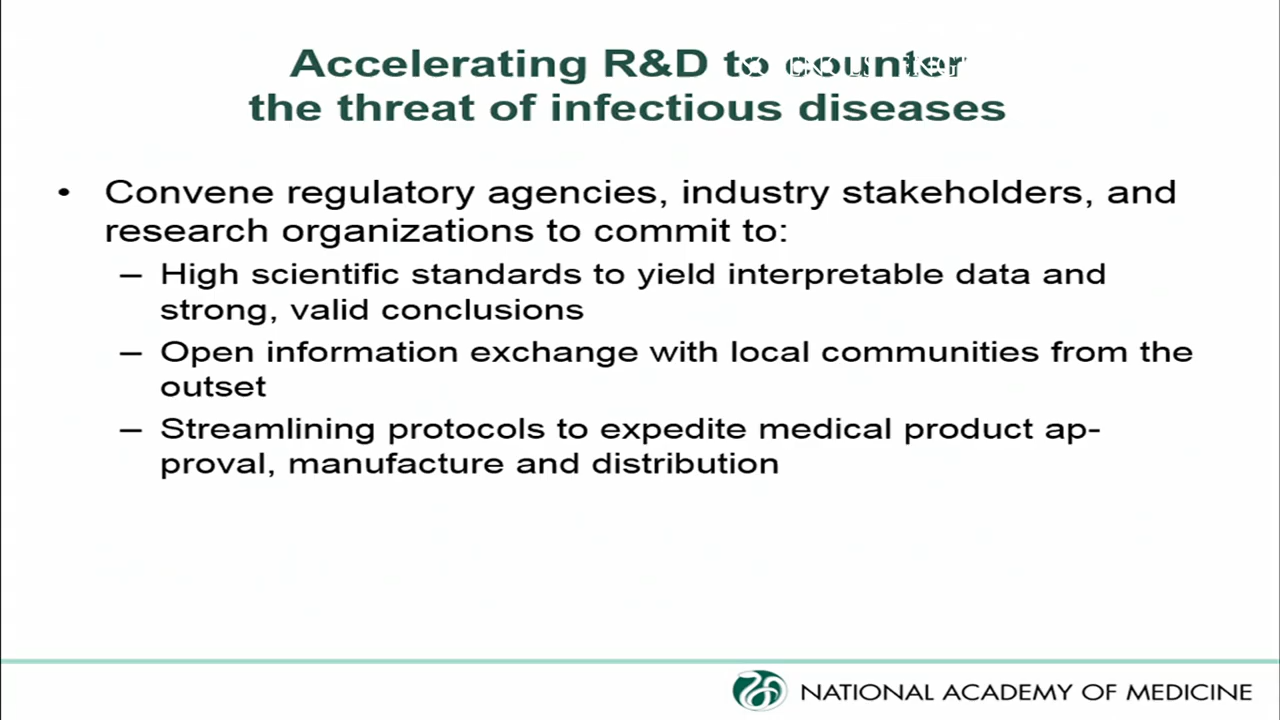 Accelerating R&D to
the threat of infectious diseases
• Convene regulatory agencies, industry stakeholders, and
research organizations to commit to:
– High scientific standards to yield interpretable data and
strong, valid conclusions
– Open information exchange with local communities from the
outset
– Streamlining protocols to expedite medical product ap-
proval, manufacture and distribution
NATIONAL ACADEMY OF MEDICINE